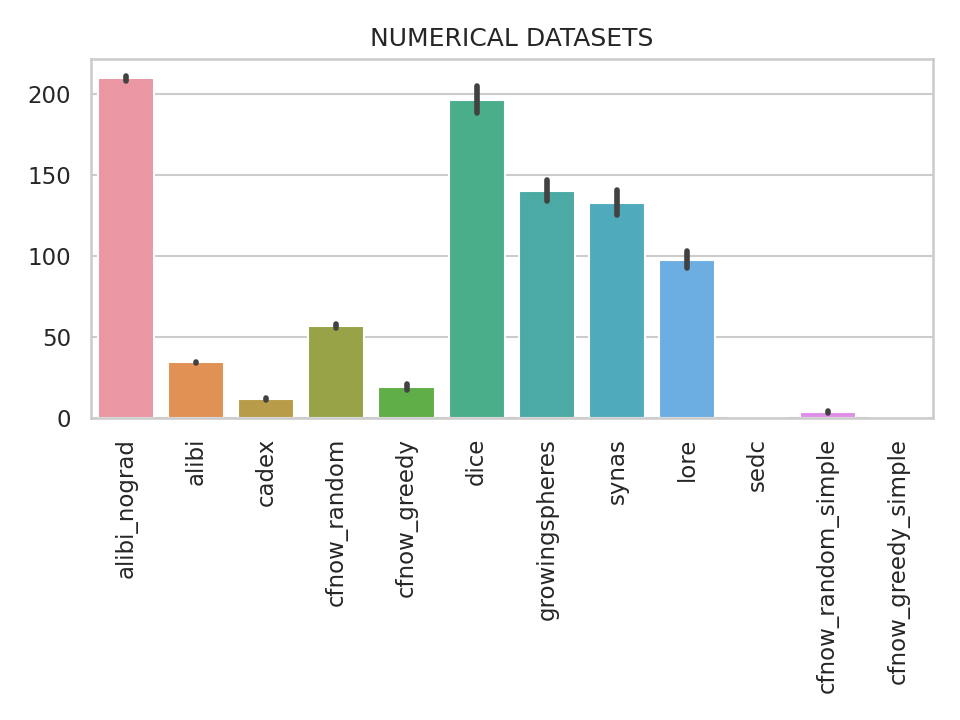 NUMERICAL DATASETS
200
150
100
50
0
alibi_nograd
alibi
cadex
cfnow_random
cfnow_greedy
dice
growingspheres
synas
lore
sedc
cfnow_random_simple
cfnow_greedy_simple